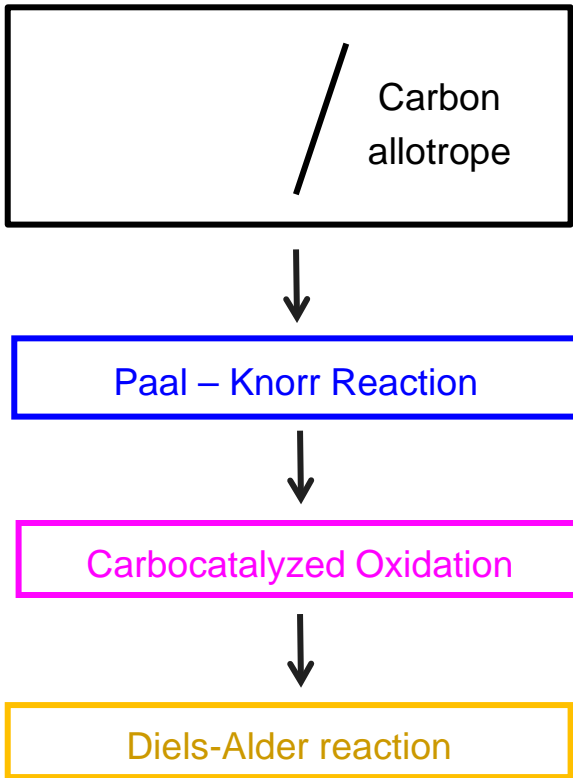 Carbon
allotrope
Paal – Knorr Reaction
Carbocatalyzed Oxidation
Diels-Alder reaction